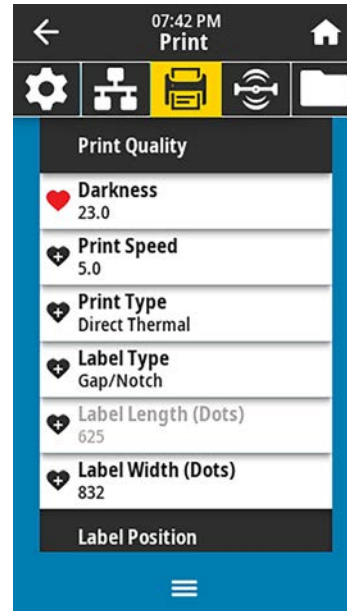 07:42 PM
Print
Print Quality
Darkness
23.0
Print Speed
5.0
Print Type
Direct Thermal
Label Type
Gap/Notch
Label Length (Dots)
625
Label Width (Dots)
832
Label Position